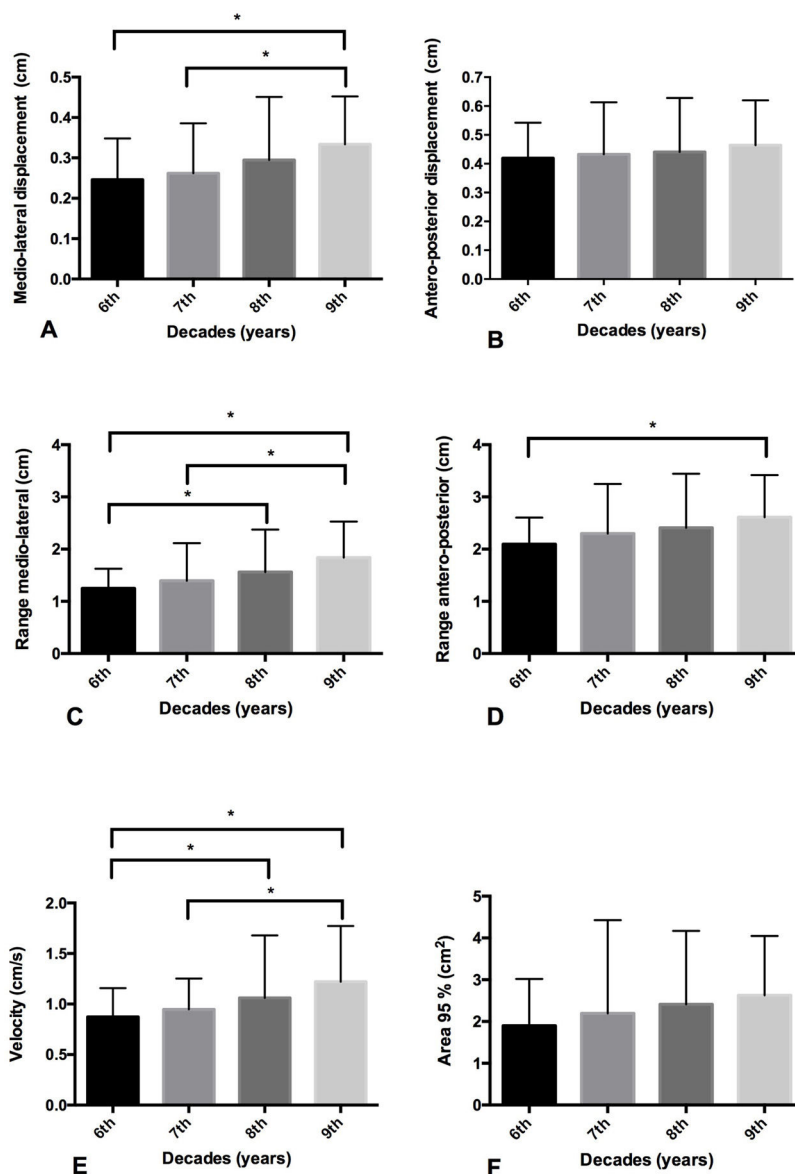 *
*
Medio-lateral displacement (cm)
0.5
0.4
0.3
0.2
0.1
0.0
6th
7th
8th
9th
Decades (years)
A
Antero-posterior displacement (cm)
0.7
0.6
0.5
0.4
0.3
0.2
0.1
0.0
6th
7th
8th
9th
Decades (years)
B
*
*
*
Range medio-lateral (cm)
4
3
2
1
0
6th
7th
8th
9th
Decades (years)
C
*
Range antero-posterior (cm)
4
3
2
1
0
6th
7th
8th
9th
Decades (years)
D
*
*
*
Velocity (cm/s)
2.0
1.5
1.0
0.5
0.0
6th
7th
8th
9th
Decades (years)
E
Area 95 % (cm²)
5
4
3
2
1
0
6th
7th
8th
9th
Decades (years)
F